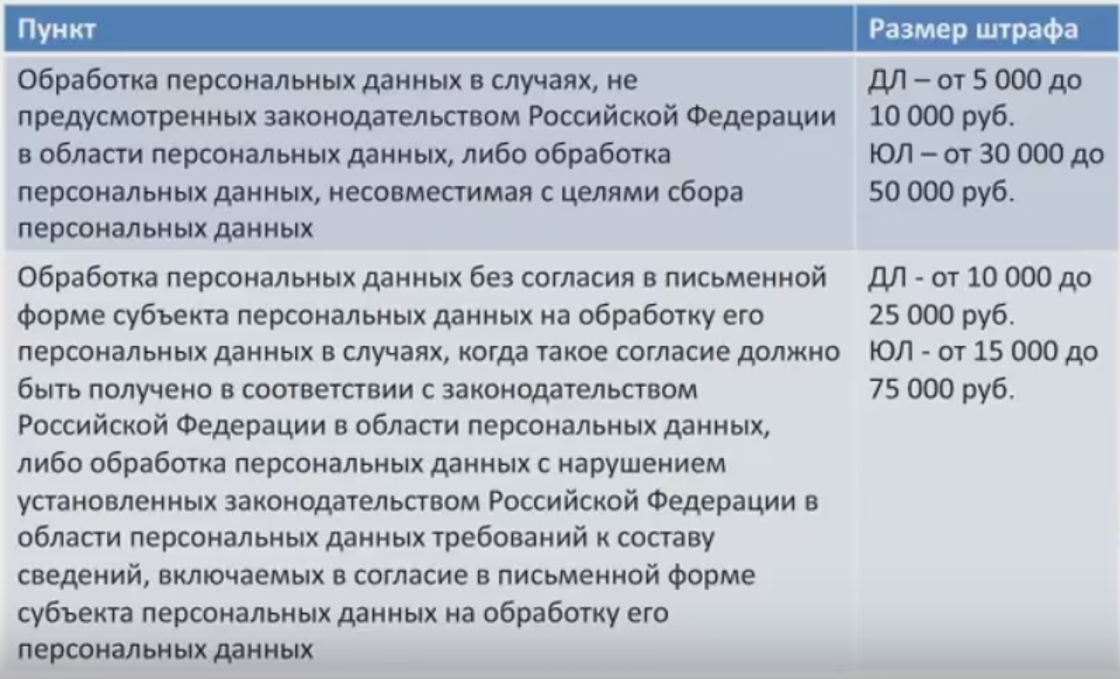 Пункт
Размер штрафа
Обработка персональных данных в случаях, не
предусмотренных законодательством Российской Федерации
в области персональных данных, либо обработка
персональных данных, несовместимая с целями сбора
персональных данных
ДЛ – от 5 000 до
10 000 руб.
ЮЛ – от 30 000 до
50 000 руб.
Обработка персональных данных без согласия в письменной
форме субъекта персональных данных на обработку его
персональных данных в случаях, когда такое согласие должно
быть получено в соответствии с законодательством
Российской Федерации в области персональных данных,
либо обработка персональных данных с нарушением
установленных законодательством Российской Федерации в
области персональных данных требований к составу
сведений, включаемых в согласие в письменной форме
субъекта персональных данных на обработку его
персональных данных
ДЛ - от 10 000 до
25 000 руб.
ЮЛ - от 15 000 до
75 000 руб.